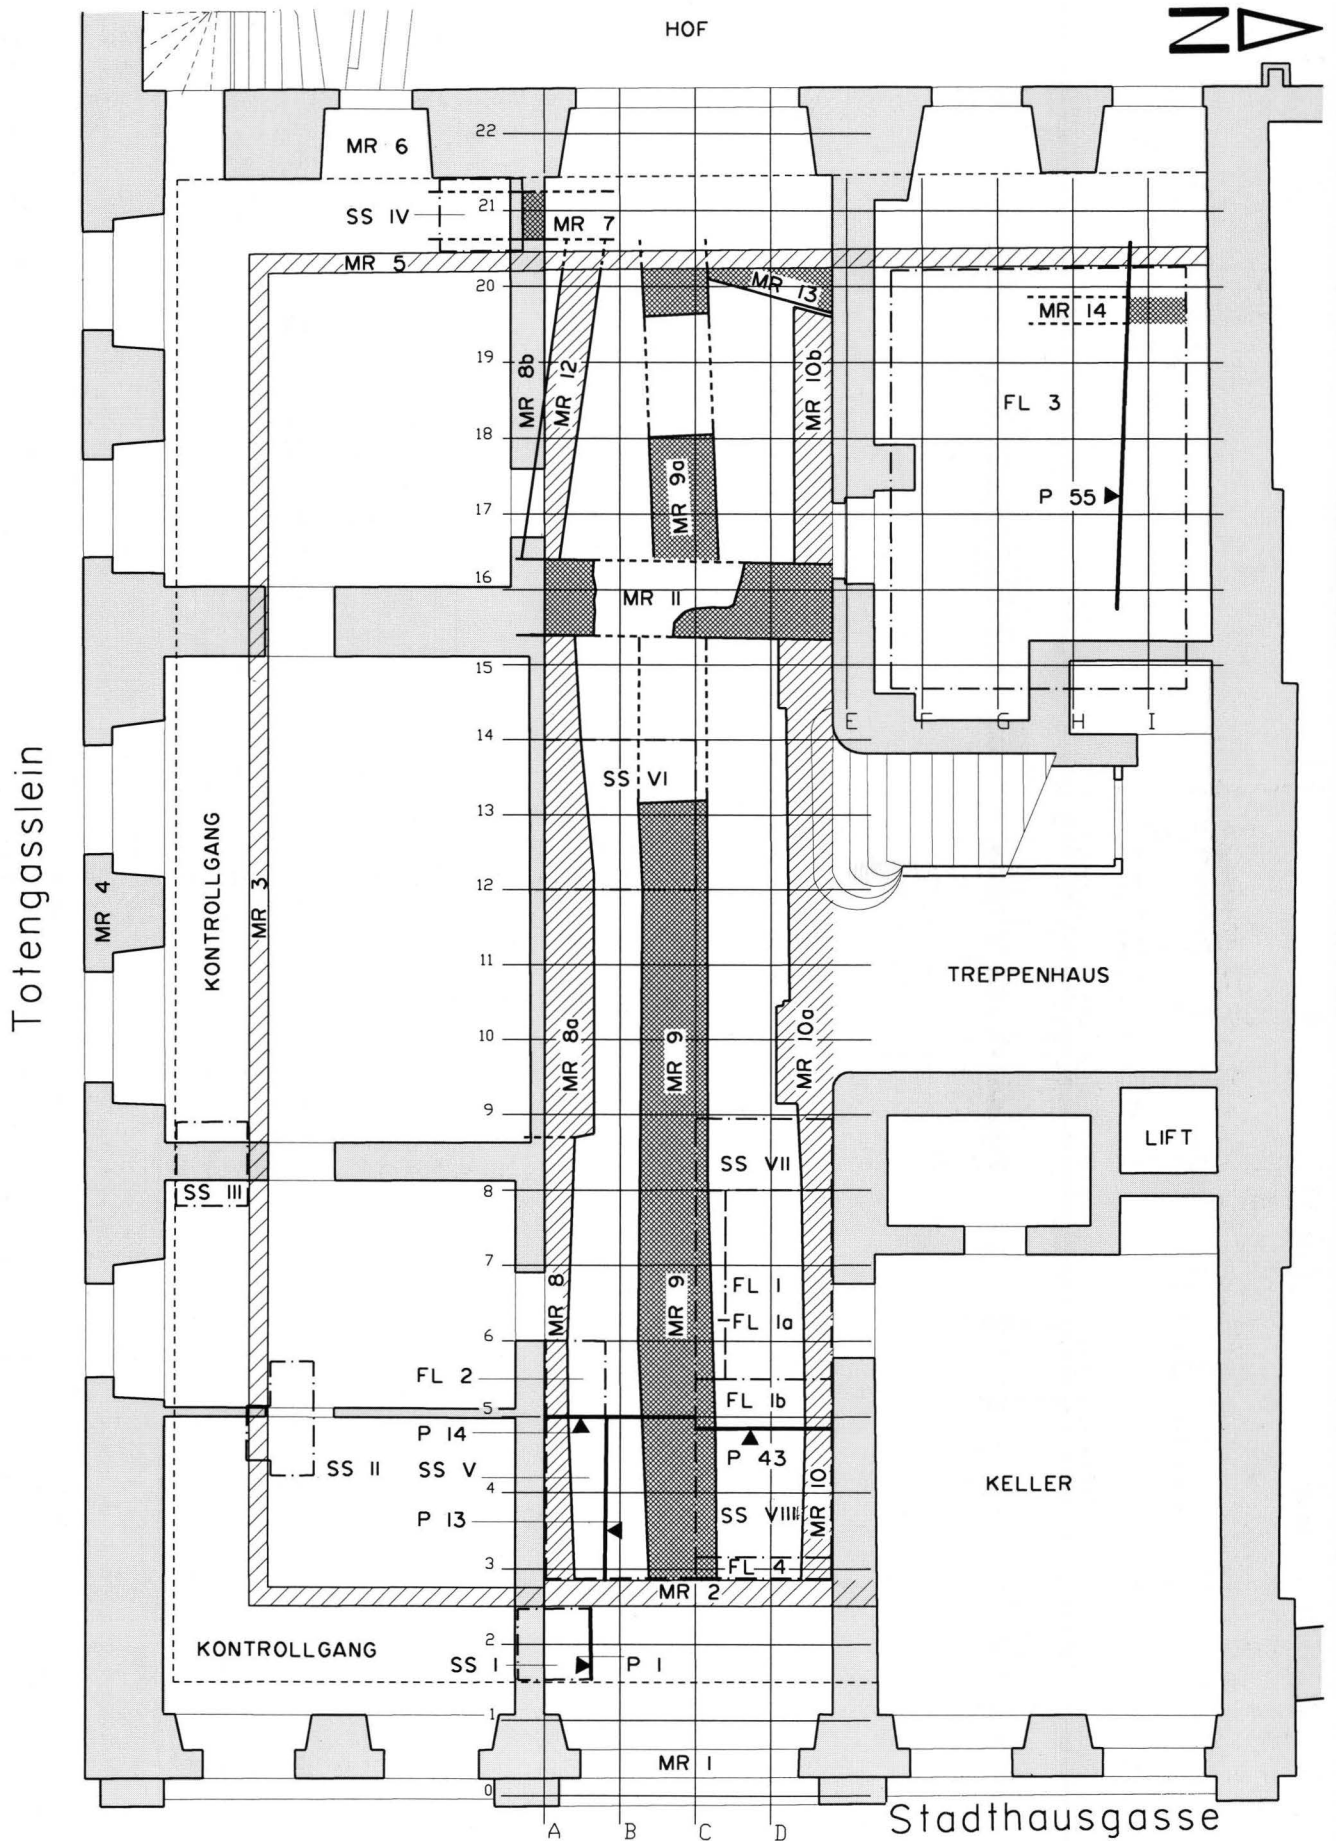 HOF
N
22
MR 6
SS IV
21
MR 7
MR 5
20
MR 13
MR 14
19
MR 8b
MR 12
MR 10b
FL 3
18
MR 9a
P 55
17
16
MR 11
15
E
F
G
H
I
14
SS VI
13
Totengasslein
KONTROLLGANG
MR 4
MR 3
12
11
TREPPENHAUS
10
MR 8a
MR 9
MR 10a
9
LIFT
SS VII
SS III
8
7
MR 8
MR 9
FL 1
FL 1a
6
FL 2
FL 1b
5
P 14
P 43
SS II
SS V
4
KELLER
P 13
SS VIII
MR 10
3
FL 4
MR 2
KONTROLLGANG
2
SS I
P 1
1
MR 1
0
Stadthausgasse
A
B
C
D